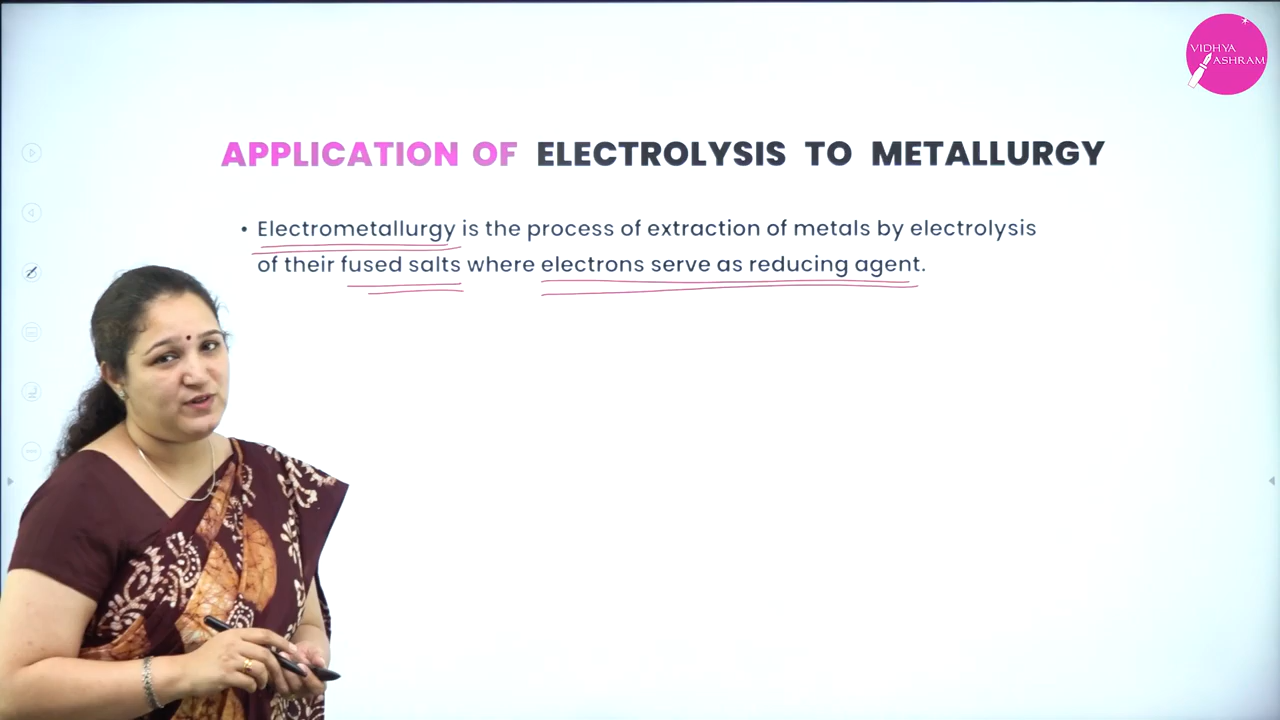 VIDHYA
ASHRAM
APPLICATION OF ELECTROLYSIS TO METALLURGY
• Electrometallurgy is the process of extraction of metals by electrolysis
of their fused salts where electrons serve as reducing agent.